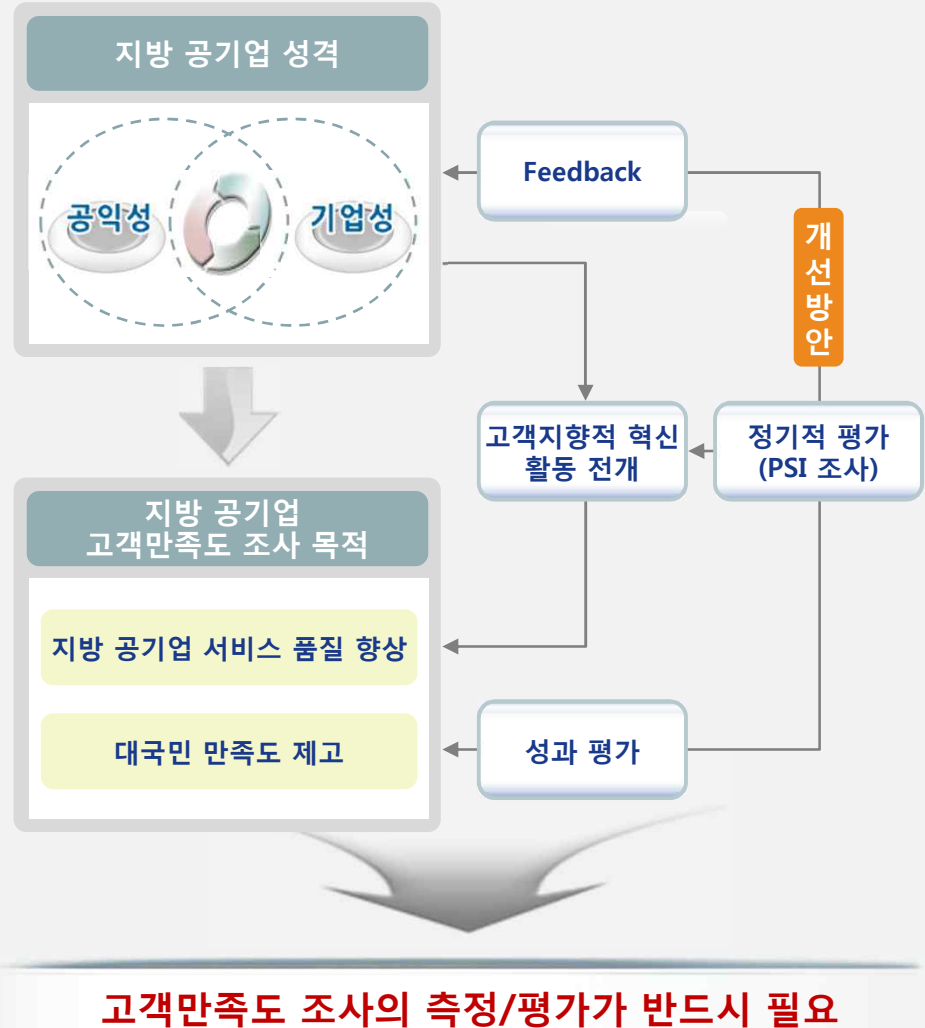 지방 공기업 성격
공익성
기업성
Feedback
개선방안
고객지향적 혁신
활동 전개
정기적 평가
(PSI 조사)
지방 공기업
고객만족도 조사 목적
지방 공기업 서비스 품질 향상
대국민 만족도 제고
성과 평가
고객만족도 조사의 측정/평가가 반드시 필요